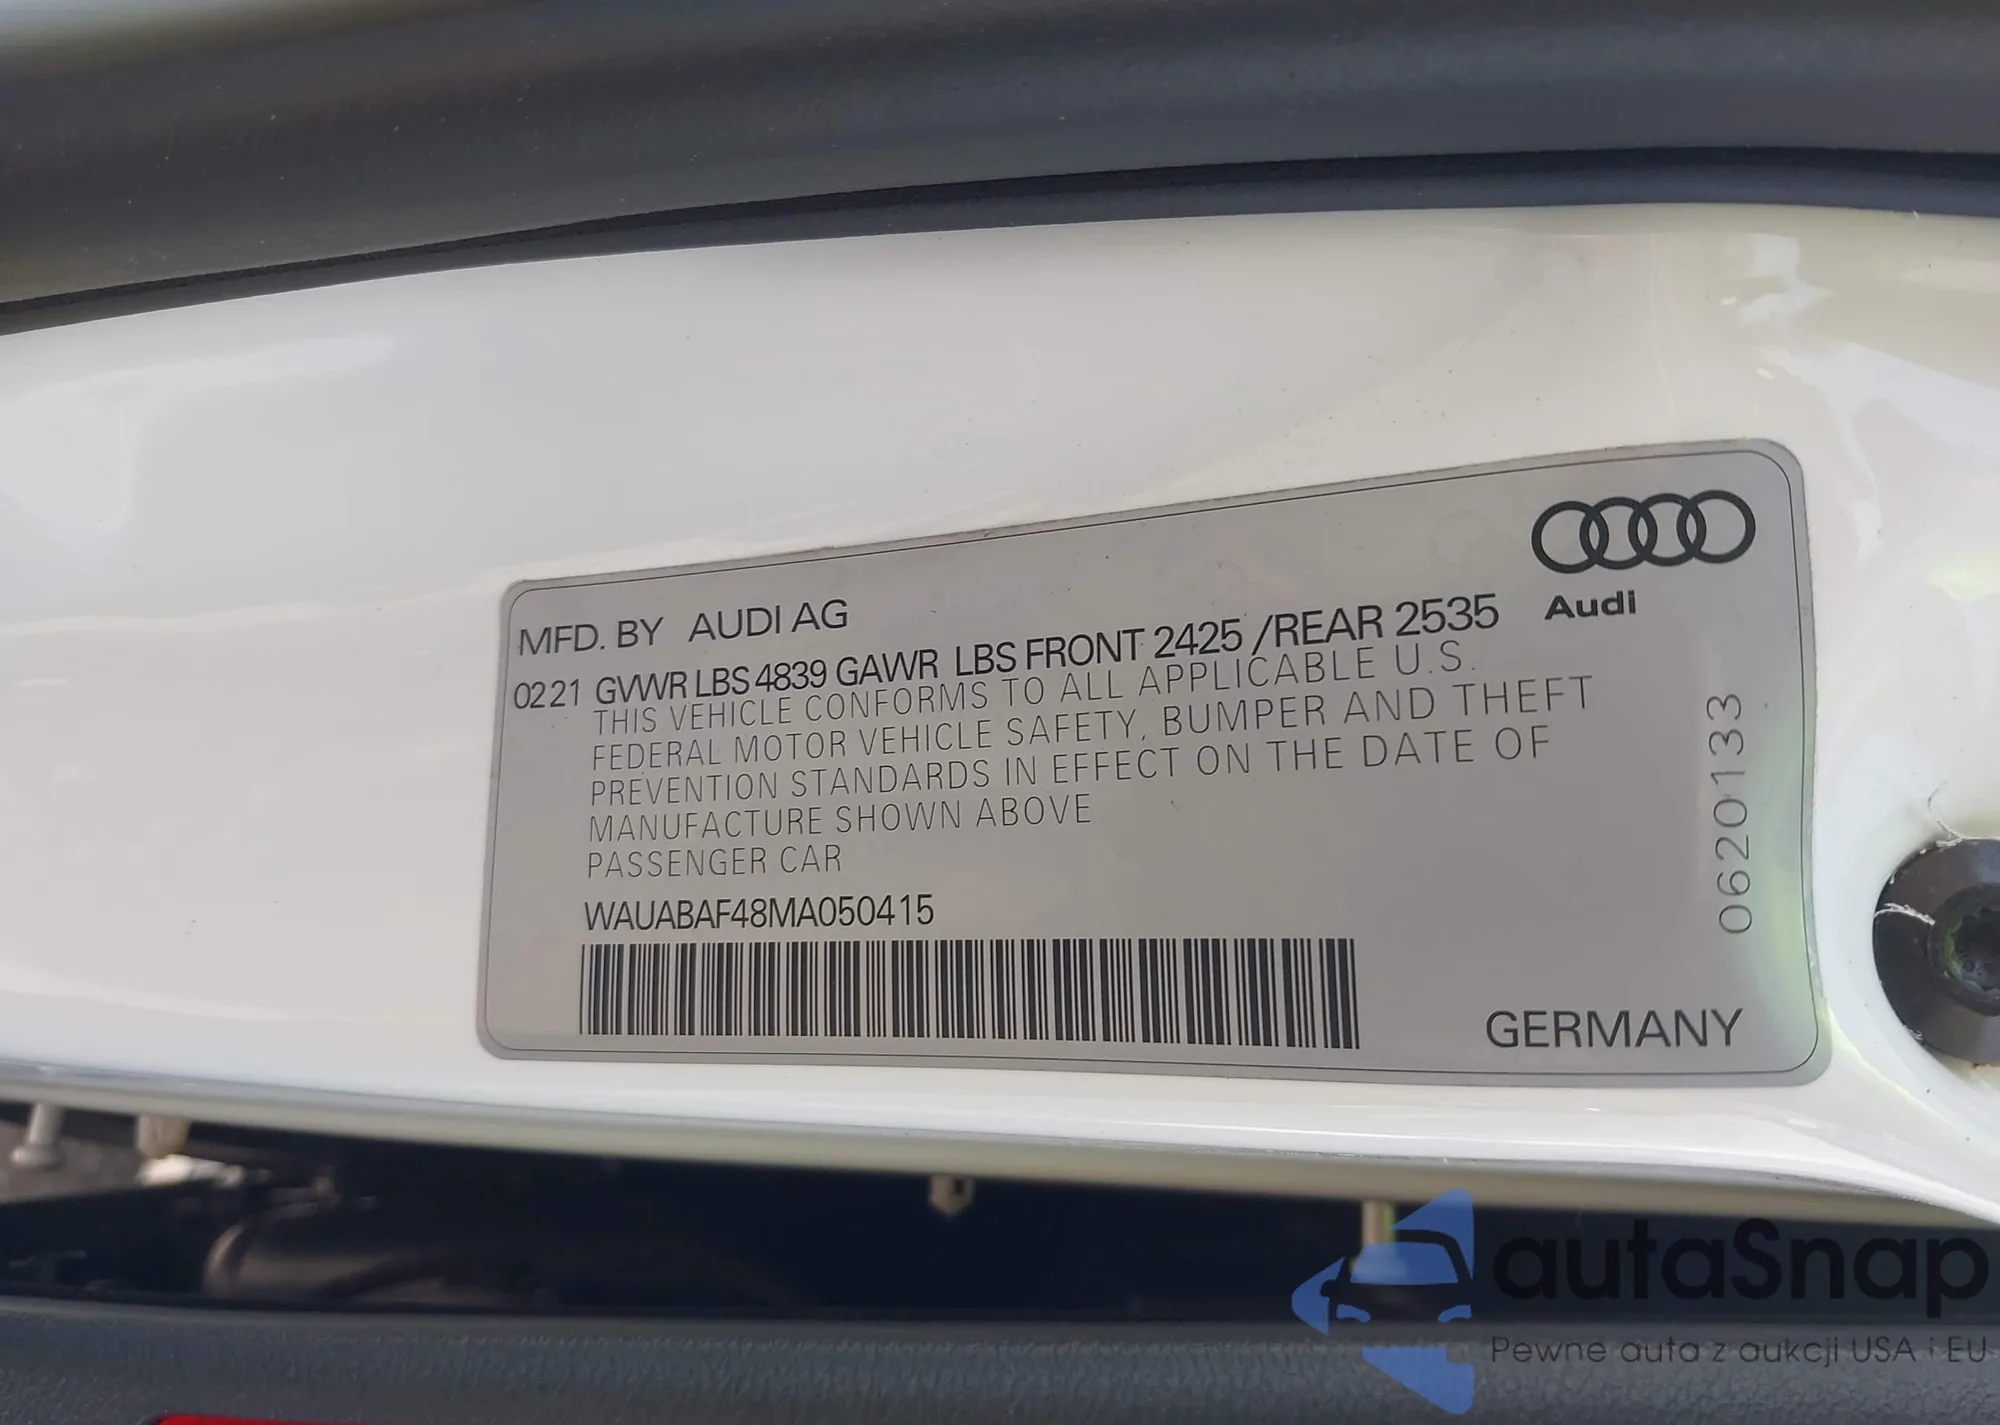 Audi
MFD. BY AUDI AG
0221 GVWR LBS 4839 GAWR LBS FRONT 2425 /REAR 2535
THIS VEHICLE CONFORMS TO ALL APPLICABLE U.S.
FEDERAL MOTOR VEHICLE SAFETY, BUMPER AND THEFT
PREVENTION STANDARDS IN EFFECT ON THE DATE OF
MANUFACTURE SHOWN ABOVE
PASSENGER CAR
WAUABAF48MA050415
0620133
GERMANY
autaSnap
Pewne auta z aukcji USA i EU